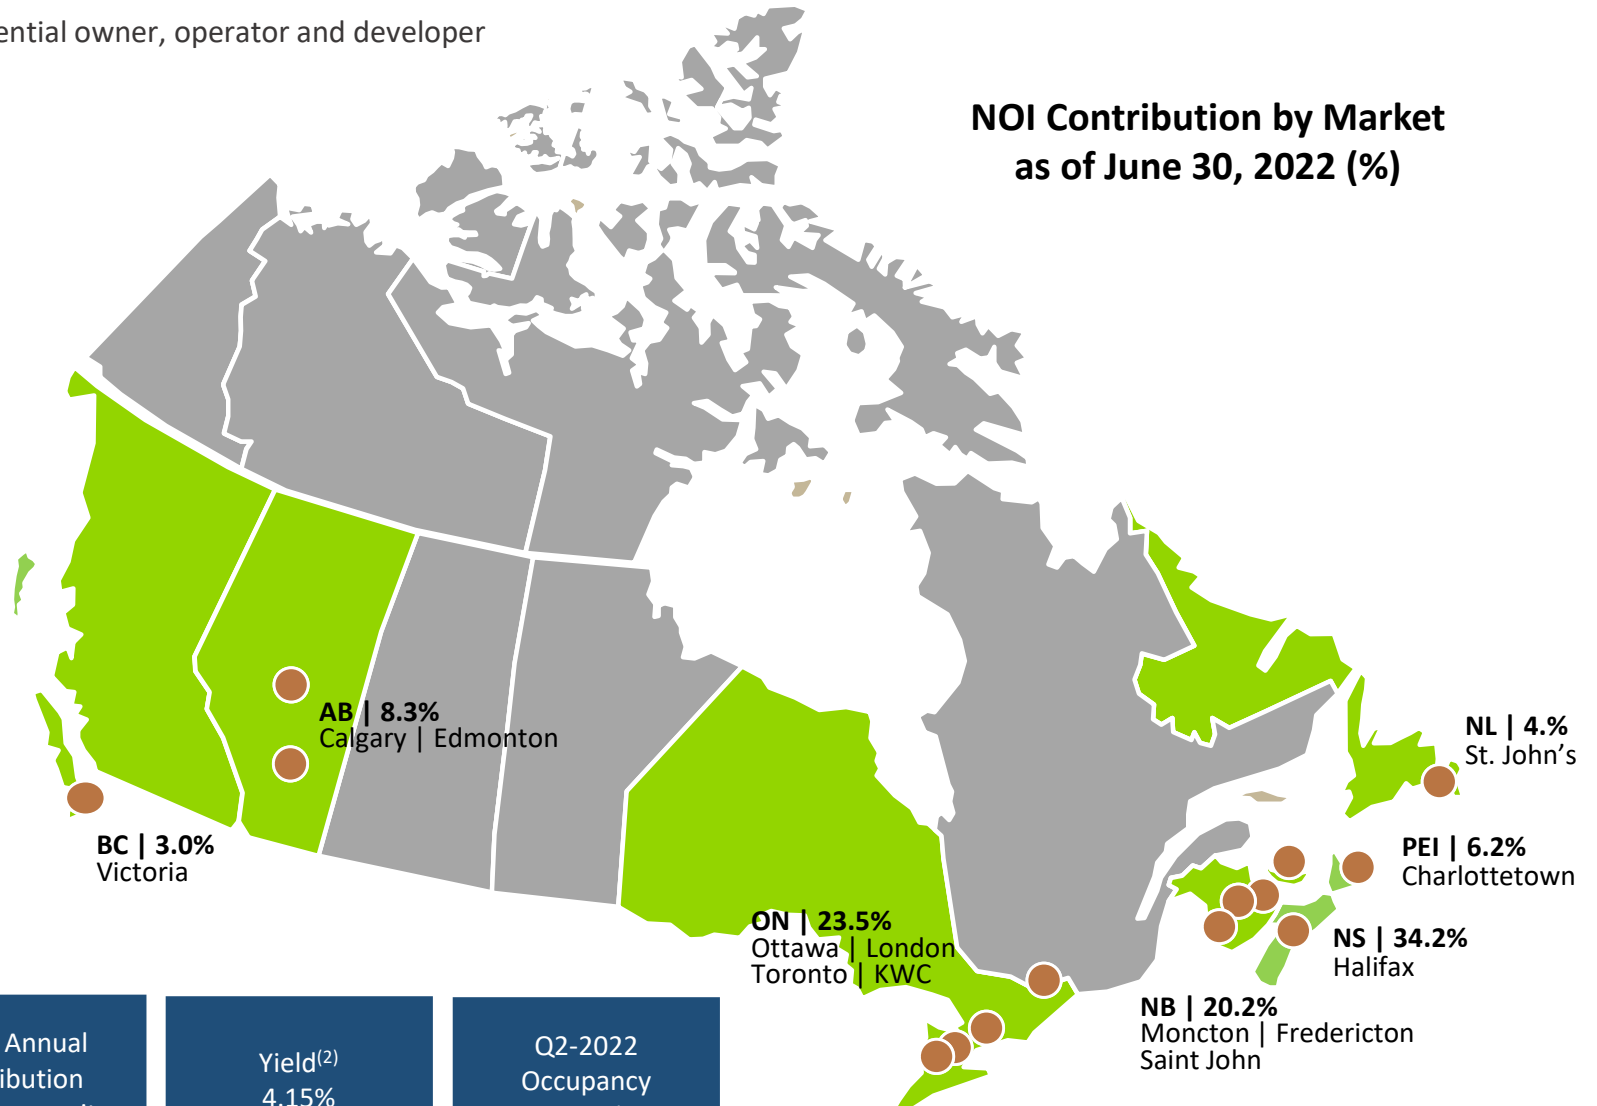 ential owner, operator and developer
NOI Contribution by Market
as of June 30, 2022 (%)
AB | 8.3%
Calgary | Edmonton
NL | 4.%
St. John's
BC | 3.0%
Victoria
PEI | 6.2%
Charlottetown
ON | 23.5%
Ottawa | London
Toronto | KWC
NS | 34.2%
Halifax
NB | 20.2%
Moncton | Fredericton
Saint John
Annual
ibution
Yield(2)
4.15%
Q2-2022
Occupancy